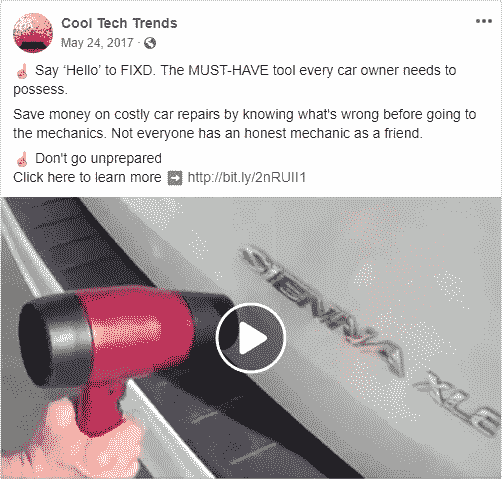 Cool Tech Trends
May 24, 2017 ·
☝ Say ‘Hello’ to FIXD. The MUST-HAVE tool every car owner needs to
possess.
Save money on costly car repairs by knowing what's wrong before going to
the mechanics. Not everyone has an honest mechanic as a friend.
☝ Don't go unprepared
Click here to learn more ➡ http://bit.ly/2nRUII1
SIENNA XLE